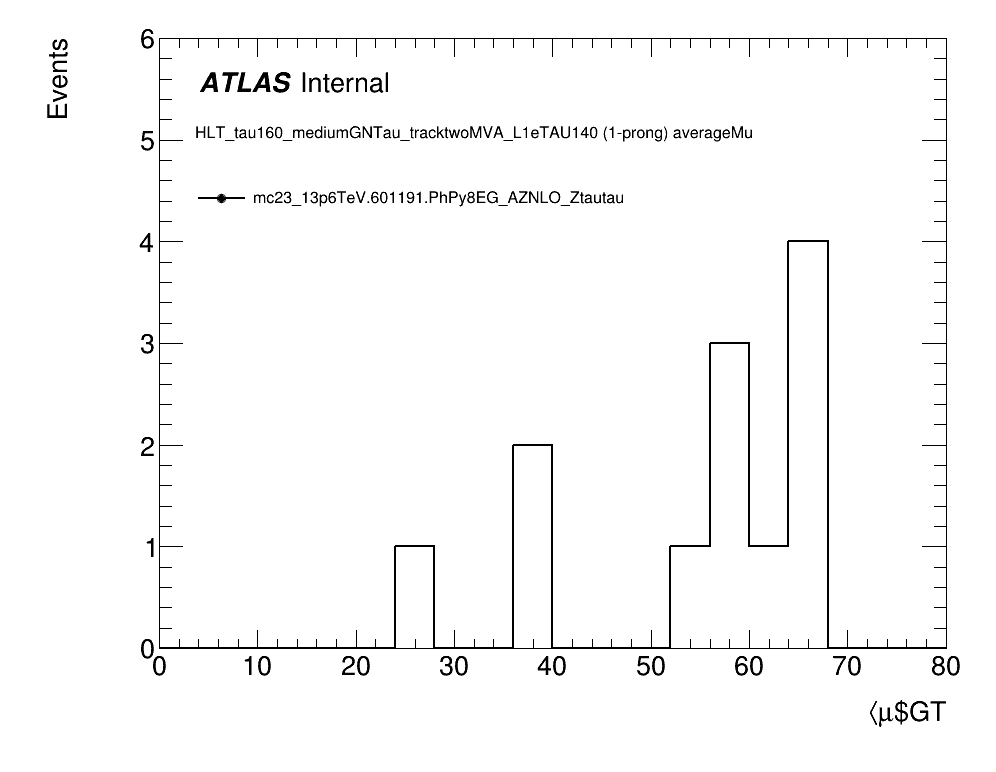 Events
6
ATLAS Internal
HLT_tau160_mediumGNTau_tracktwoMVA_L1eTAU140 (1-prong) averageMu
5
mc23_13p6TeV.601191.PhPy8EG_AZNLO_Ztautau
4
3
2
1
0
0 10 20 30 40 50 60 70 80
⟨μ$GT